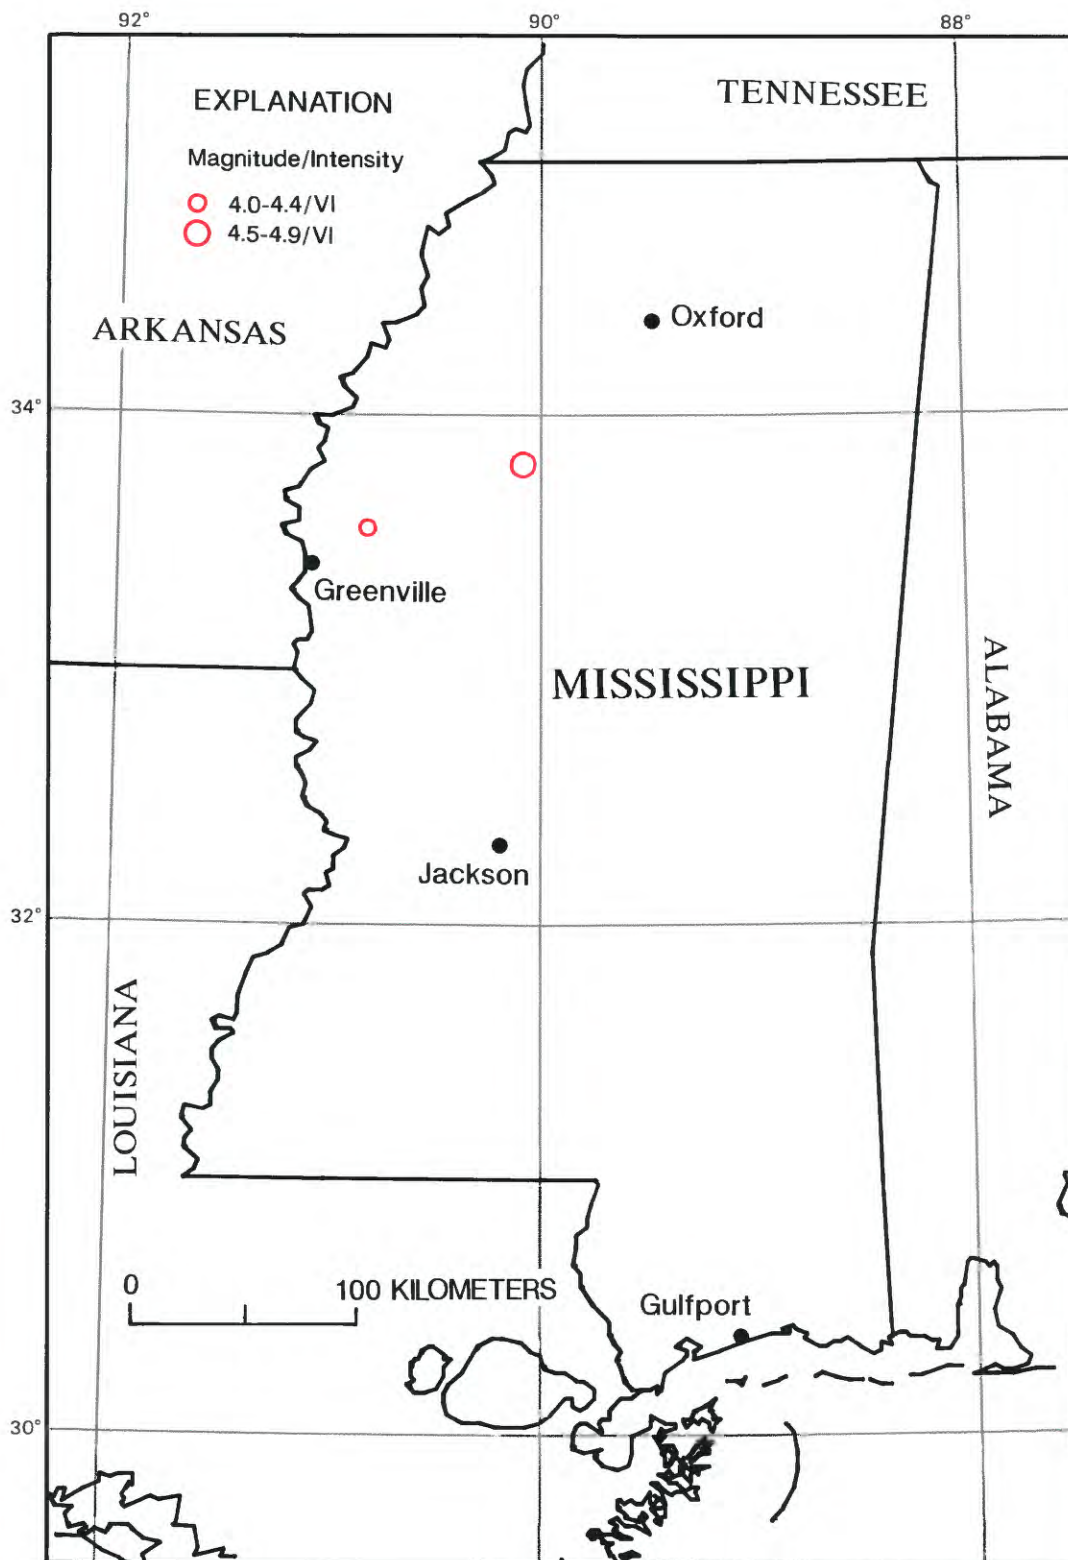 92°
90°
88°
EXPLANATION
TENNESSEE
Magnitude/Intensity
4.0-4.4/VI
4.5-4.9/VI
ARKANSAS
Oxford
34°
Greenville
MISSISSIPPI
ALABAMA
Jackson
32°
LOUISIANA
0
100 KILOMETERS
Gulfport
30°